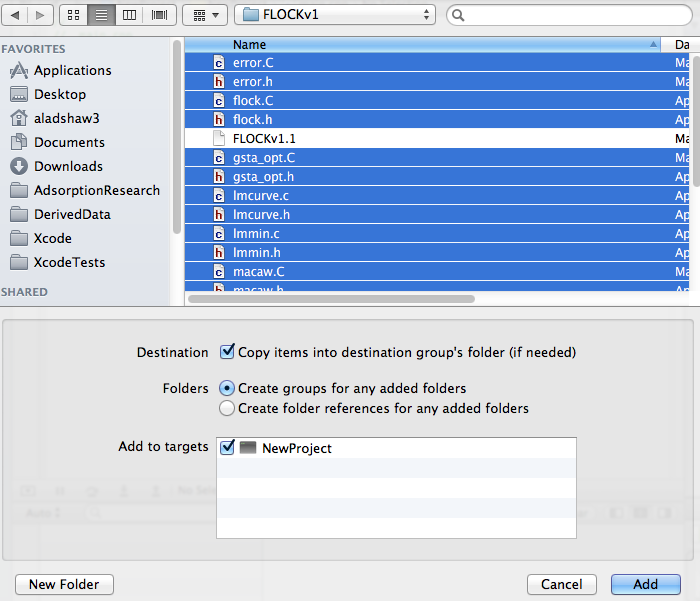 FLOCKv1
FAVORITES
Applications
Desktop
aladshaw3
Documents
Downloads
AdsorptionResearch
DerivedData
Xcode
XcodeTests
SHARED
Name Da
error.C Ma
error.h Ma
flock.C Ap
flock.h Ap
FLOCKv1.1 Ma
gsta_opt.C Ma
gsta_opt.h Ap
lmcurve.c Ap
lmcurve.h Ap
lmmin.c Ap
lmmin.h Ap
macaw.C Ma
macaw.h Ap
Destination Copy items into destination group's folder (if needed)
Folders Create groups for any added folders
Create folder references for any added folders
Add to targets NewProject
No Sele
Auto
New Folder Cancel Add